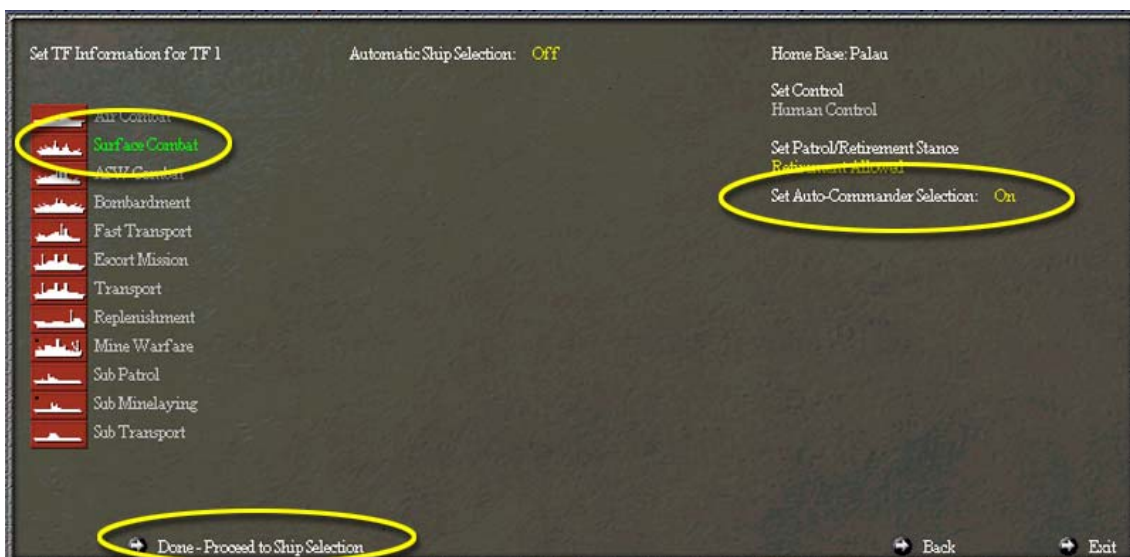 Set TF Information for TF 1
Automatic Ship Selection: Off
Home Base: Palau
Set Control
Human Control
Set Patrol/Retirement Stance
Retirement Allowed
Set Auto-Commander Selection: On
Air Combat
Surface Combat
ASW Combat
Bombardment
Fast Transport
Escort Mission
Transport
Replenishment
Mine Warfare
Sub Patrol
Sub Minelaying
Sub Transport
Done - Proceed to Ship Selection
Back
Exit